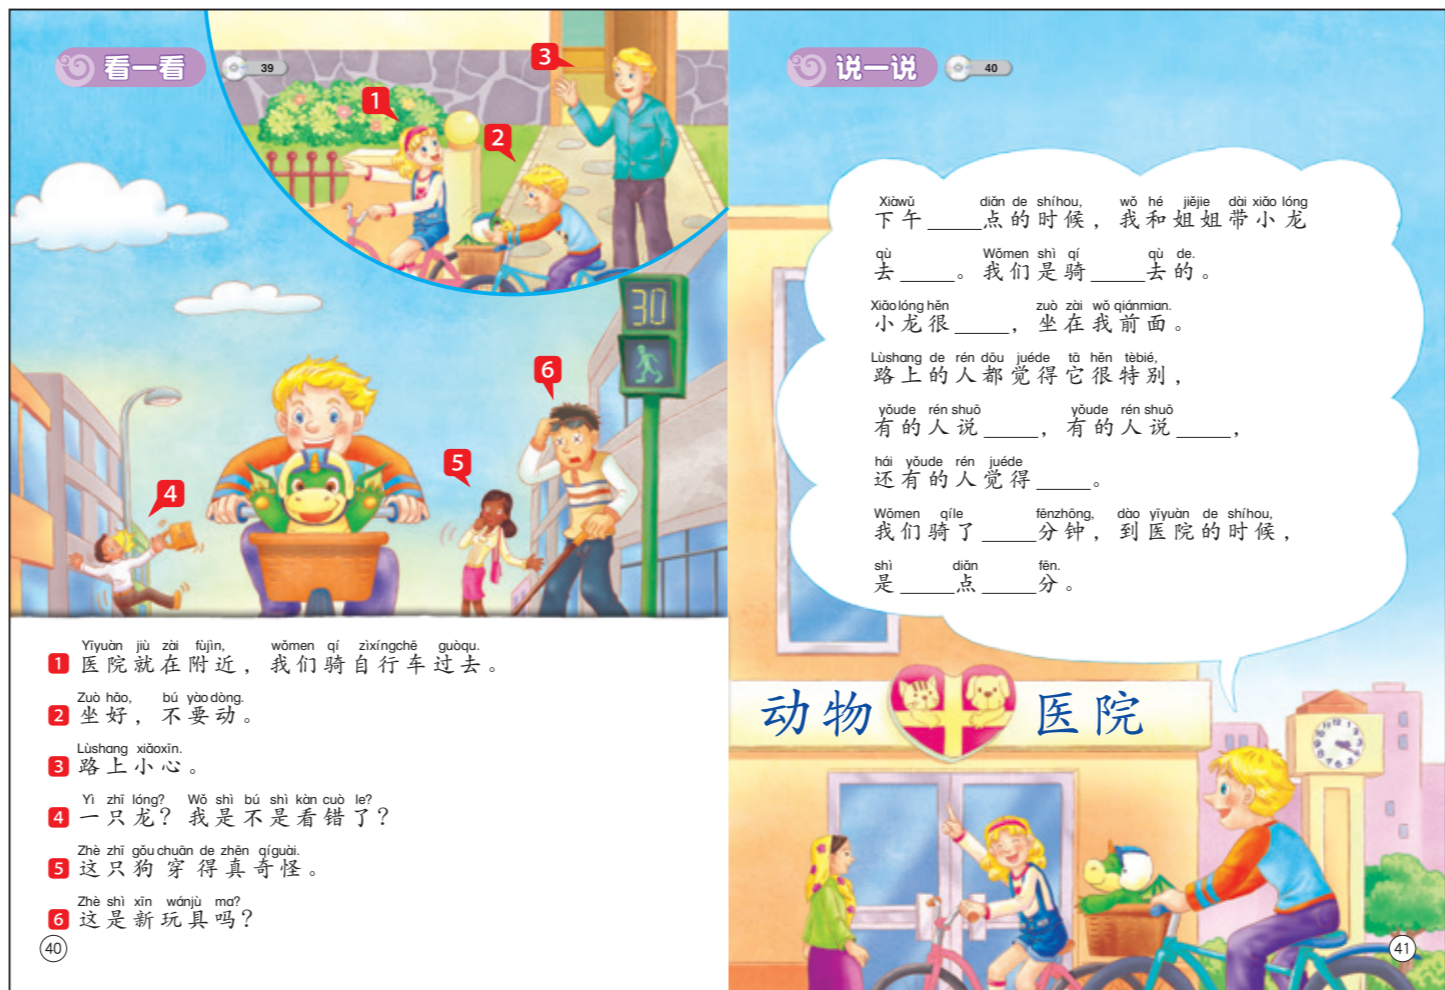 看一看 39
3
1
2
30
6
5
4
Yīyuàn jiù zài fùjìn, wǒmen qí zìxíngchē guòqu.
1 医院就在附近，我们骑自行车过去。
Zuò hǎo, bú yào dòng.
2 坐好，不要动。
Lùshang xiǎoxīn.
3 路上小心。
Yì zhī lóng? Wǒ shì bú shì kàn cuò le?
4 一只龙？我是不是看错了？
Zhè zhī gǒu chuān de zhēn qíguài.
5 这只狗穿得真奇怪。
Zhè shì xīn wánjù ma?
6 这是新玩具吗？
40
说一说 40
Xiàwǔ diǎn de shíhou, wǒ hé jiějie dài xiǎo lóng
下午_____点的时候，我和姐姐带小龙
qù Wǒmen shì qí qù de.
去_____。我们是骑_____去的。
Xiǎo lóng hěn zuò zài wǒ qiánmian.
小龙很_____，坐在我前面。
Lùshang de rén dōu juéde tā hěn tèbié,
路上的人都觉得它很特别，
yǒude rén shuō yǒude rén shuō
有的人说_____，有的人说_____，
hái yǒude rén juéde
还有的人觉得_____。
Wǒmen qíle fēnzhōng, dào yīyuàn de shíhou,
我们骑了_____分钟，到医院的时候，
shì diǎn fēn.
是_____点_____分。
动物医院
41